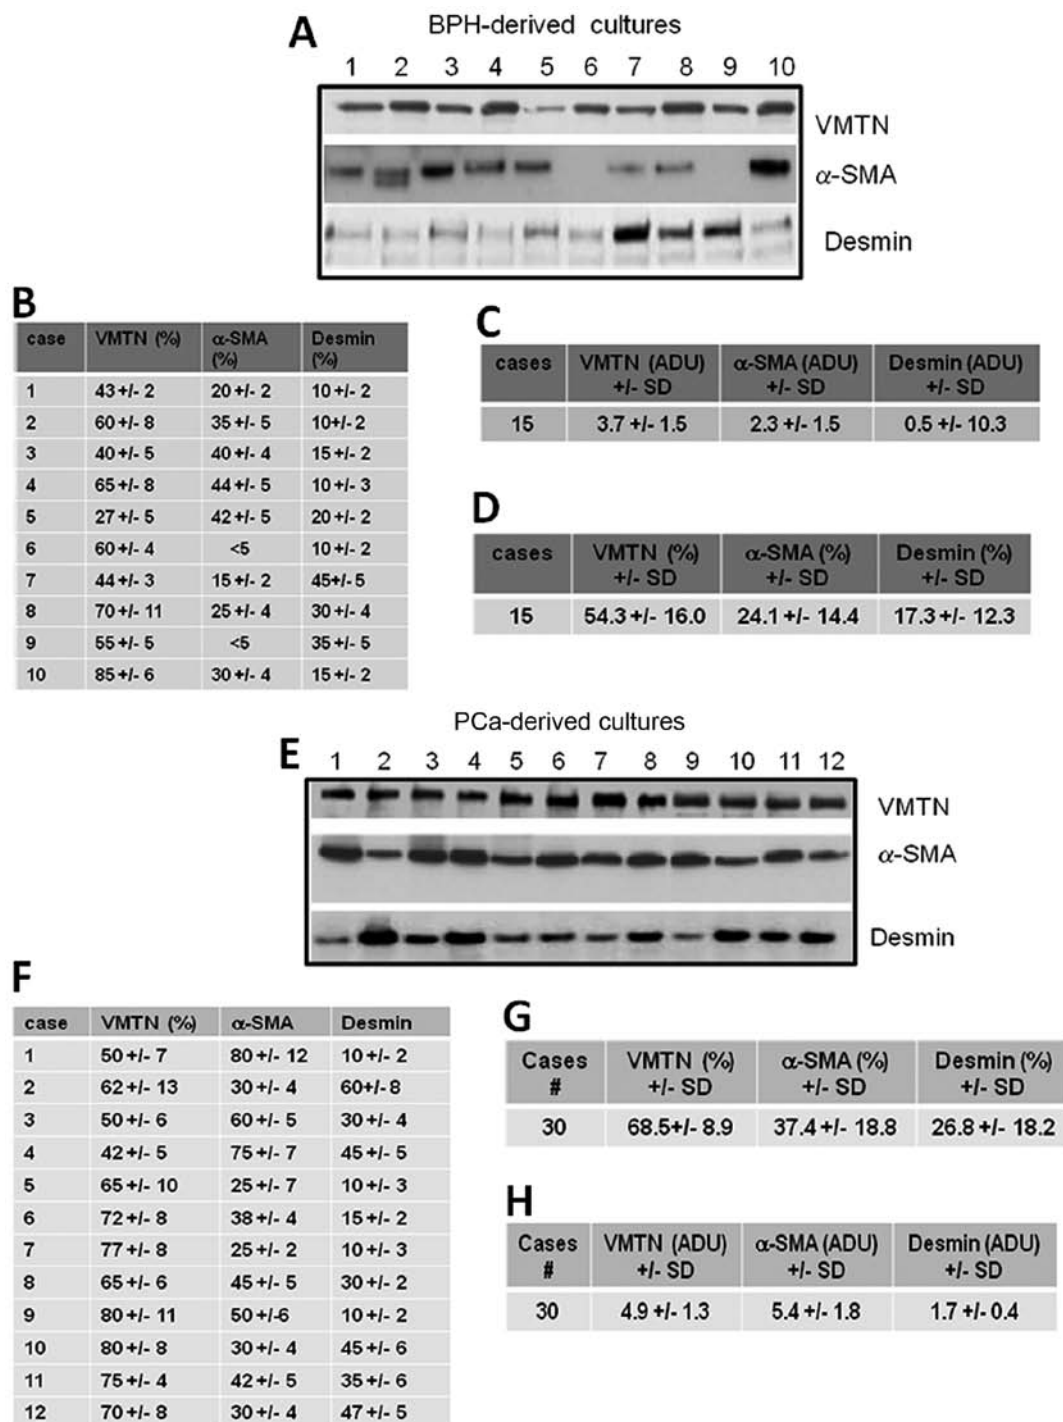 A
BPH-derived cultures
1 2 3 4 5 6 7 8 9 10
VMTN
α-SMA
Desmin
B
case VMTN (%) α-SMA (%) Desmin (%)
1 43 +/- 2 20 +/- 2 10 +/- 2
2 60 +/- 8 35 +/- 5 10+/- 2
3 40 +/- 5 40 +/- 4 15 +/- 2
4 65 +/- 8 44 +/- 5 10 +/- 3
5 27 +/- 5 42 +/- 5 20 +/- 2
6 60 +/- 4 <5 10 +/- 2
7 44 +/- 3 15 +/- 2 45+/- 5
8 70 +/- 11 25 +/- 4 30 +/- 4
9 55 +/- 5 <5 35 +/- 5
10 85 +/- 6 30 +/- 4 15 +/- 2
C
cases VMTN (ADU) +/- SD α-SMA (ADU) +/- SD Desmin (ADU) +/- SD
15 3.7 +/- 1.5 2.3 +/- 1.5 0.5 +/- 10.3
D
cases VMTN (%) +/- SD α-SMA (%) +/- SD Desmin (%) +/- SD
15 54.3 +/- 16.0 24.1 +/- 14.4 17.3 +/- 12.3
PCa-derived cultures
E
1 2 3 4 5 6 7 8 9 10 11 12
VMTN
α-SMA
Desmin
F
case VMTN (%) α-SMA Desmin
1 50 +/- 7 80 +/- 12 10 +/- 2
2 62 +/- 13 30 +/- 4 60+/- 8
3 50 +/- 6 60 +/- 5 30 +/- 4
4 42 +/- 5 75 +/- 7 45 +/- 5
5 65 +/- 10 25 +/- 7 10 +/- 3
6 72 +/- 8 38 +/- 4 15 +/- 2
7 77 +/- 8 25 +/- 2 10 +/- 3
8 65 +/- 6 45 +/- 5 30 +/- 2
9 80 +/- 11 50 +/-6 10 +/- 2
10 80 +/- 8 30 +/- 4 45 +/- 6
11 75 +/- 4 42 +/- 5 35 +/- 6
12 70 +/- 8 30 +/- 4 47 +/- 5
G
Cases # VMTN (%) +/- SD α-SMA (%) +/- SD Desmin (%) +/- SD
30 68.5+/- 8.9 37.4 +/- 18.8 26.8 +/- 18.2
H
Cases # VMTN (ADU) +/- SD α-SMA (ADU) +/- SD Desmin (ADU) +/- SD
30 4.9 +/- 1.3 5.4 +/- 1.8 1.7 +/- 0.4